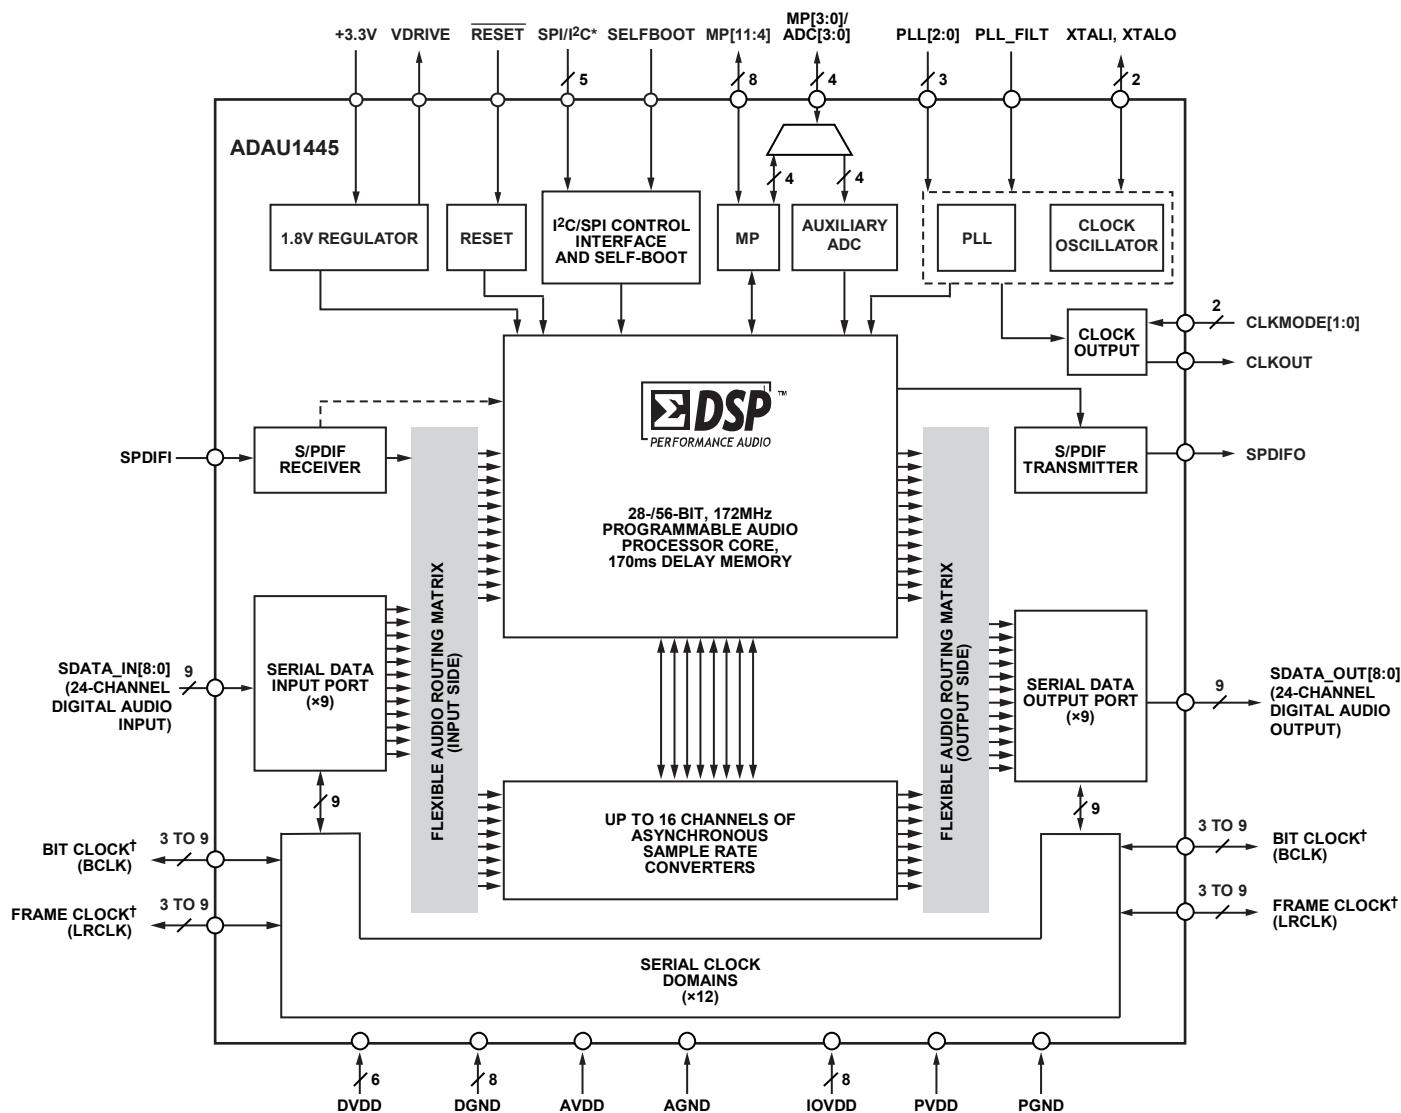 +3.3V
VDRIVE
RESET
SPI/I²C*
SELFBOOT
MP[11:4]
MP[3:0]/
ADC[3:0]
PLL[2:0]
PLL_FILT
XTALI, XTALO
5
8
4
3
2
ADAU1445
4
4
1.8V REGULATOR
RESET
I²C/SPI CONTROL
INTERFACE
AND SELF-BOOT
MP
AUXILIARY
ADC
PLL
CLOCK
OSCILLATOR
2
CLKMODE[1:0]
CLOCK
OUTPUT
CLKOUT
ΣDSP™
PERFORMANCE AUDIO
SPDIFI
S/PDIF
RECEIVER
S/PDIF
TRANSMITTER
SPDIFO
28-/56-BIT, 172MHz
PROGRAMMABLE AUDIO
PROCESSOR CORE,
170ms DELAY MEMORY
FLEXIBLE AUDIO ROUTING MATRIX
(INPUT SIDE)
FLEXIBLE AUDIO ROUTING MATRIX
(OUTPUT SIDE)
SDATA_IN[8:0]
(24-CHANNEL
DIGITAL AUDIO
INPUT)
9
SERIAL DATA
INPUT PORT
(×9)
SERIAL DATA
OUTPUT PORT
(×9)
9
SDATA_OUT[8:0]
(24-CHANNEL
DIGITAL AUDIO
OUTPUT)
9
9
UP TO 16 CHANNELS OF
ASYNCHRONOUS
SAMPLE RATE
CONVERTERS
BIT CLOCK†
(BCLK)
3 TO 9
3 TO 9
BIT CLOCK†
(BCLK)
FRAME CLOCK†
(LRCLK)
3 TO 9
3 TO 9
FRAME CLOCK†
(LRCLK)
SERIAL CLOCK
DOMAINS
(×12)
6
8
8
DVDD
DGND
AVDD
AGND
IOVDD
PVDD
PGND